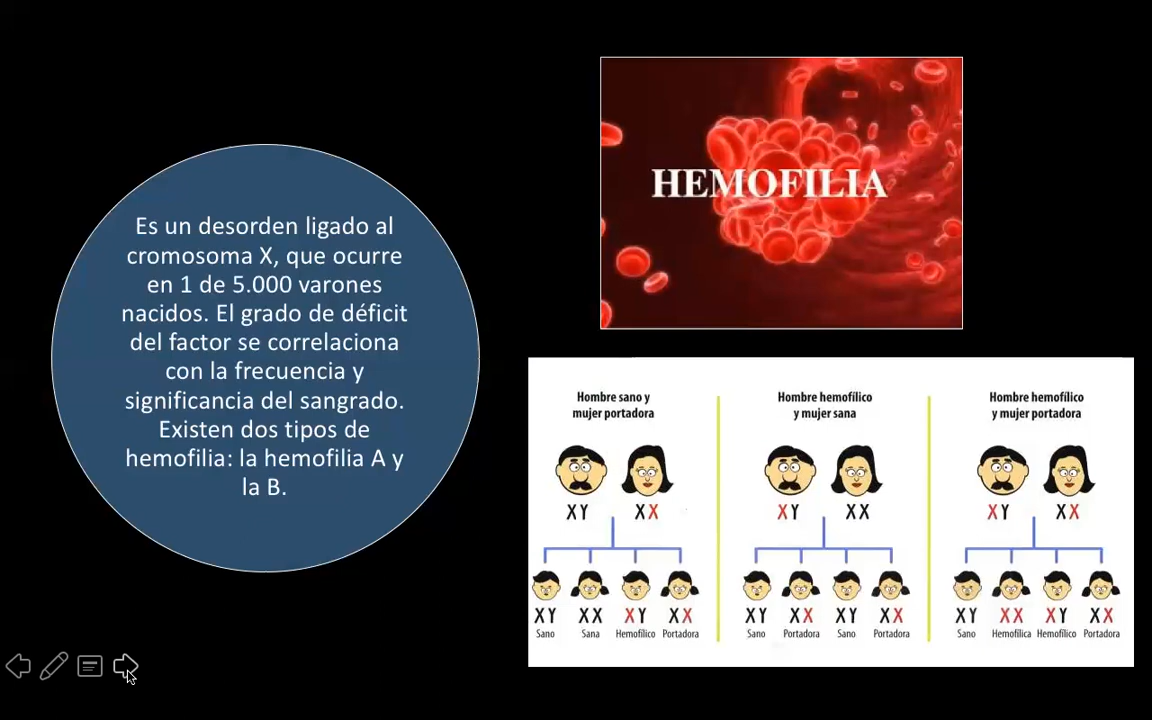 Es un desorden ligado al
cromosoma X, que ocurre
en 1 de 5.000 varones
nacidos. El grado de déficit
del factor se correlaciona
con la frecuencia y
significancia del sangrado.
Existen dos tipos de
hemofilia: la hemofilia A y
la B.
HEMOFILIA
Hombre sano y
mujer portadora
XY XX
XY XX XY XX
Sano Sana Hemofílico Portadora
Hombre hemofílico
y mujer sana
XY XX
XY XX XY XX
Sano Portadora Sano Portadora
Hombre hemofílico
y mujer portadora
XY XX
XY XX XY XX
Sano Hemofílica Hemofílico Portadora